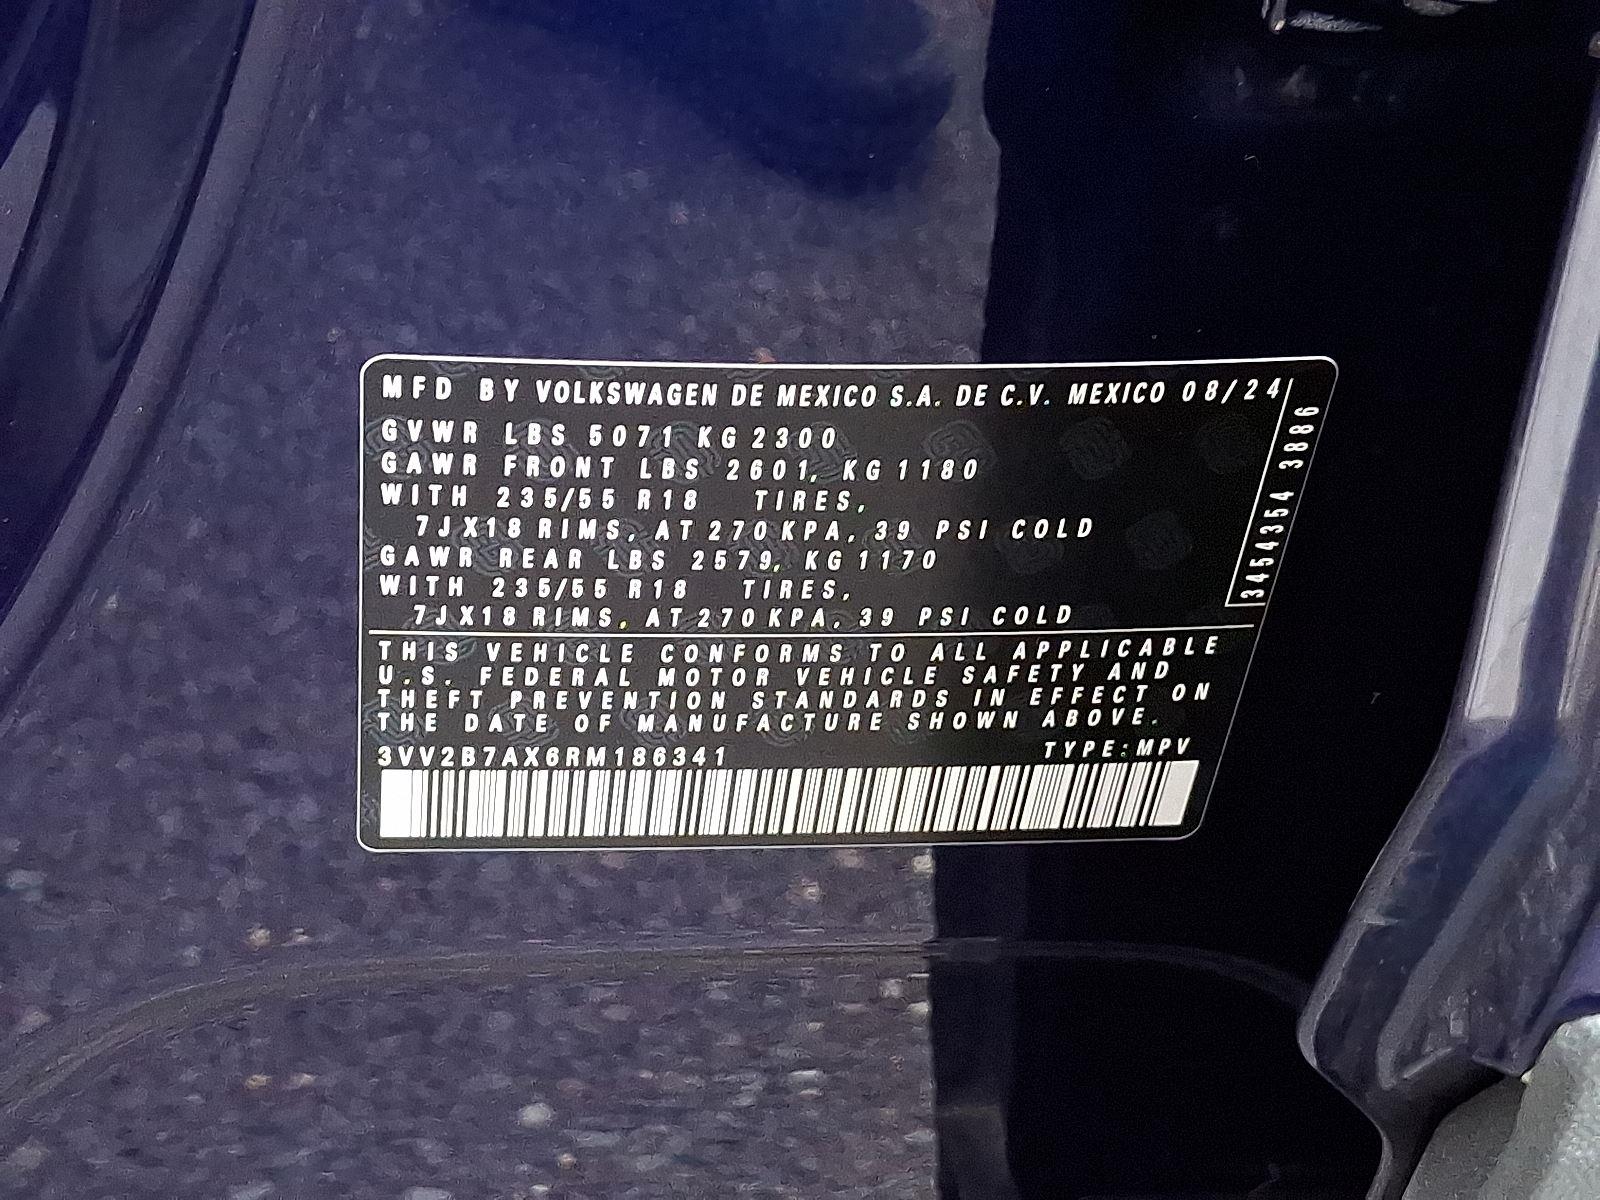 MFD BY VOLKSWAGEN DE MEXICO S.A. DE C.V. MEXICO 08/24
GVWR LBS 5071 KG 2300
GAWR FRONT LBS 2601, KG 1180
WITH 235/55 R18 TIRES,
7JX18 RIMS, AT 270 KPA, 39 PSI COLD
GAWR REAR LBS 2579, KG 1170
WITH 235/55 R18 TIRES,
7JX18 RIMS, AT 270 KPA, 39 PSI COLD
3454354 3886
THIS VEHICLE CONFORMS TO ALL APPLICABLE
U.S. FEDERAL MOTOR VEHICLE SAFETY AND
THEFT PREVENTION STANDARDS IN EFFECT ON
THE DATE OF MANUFACTURE SHOWN ABOVE.
3VV2B7AX6RM186341 TYPE: MPV